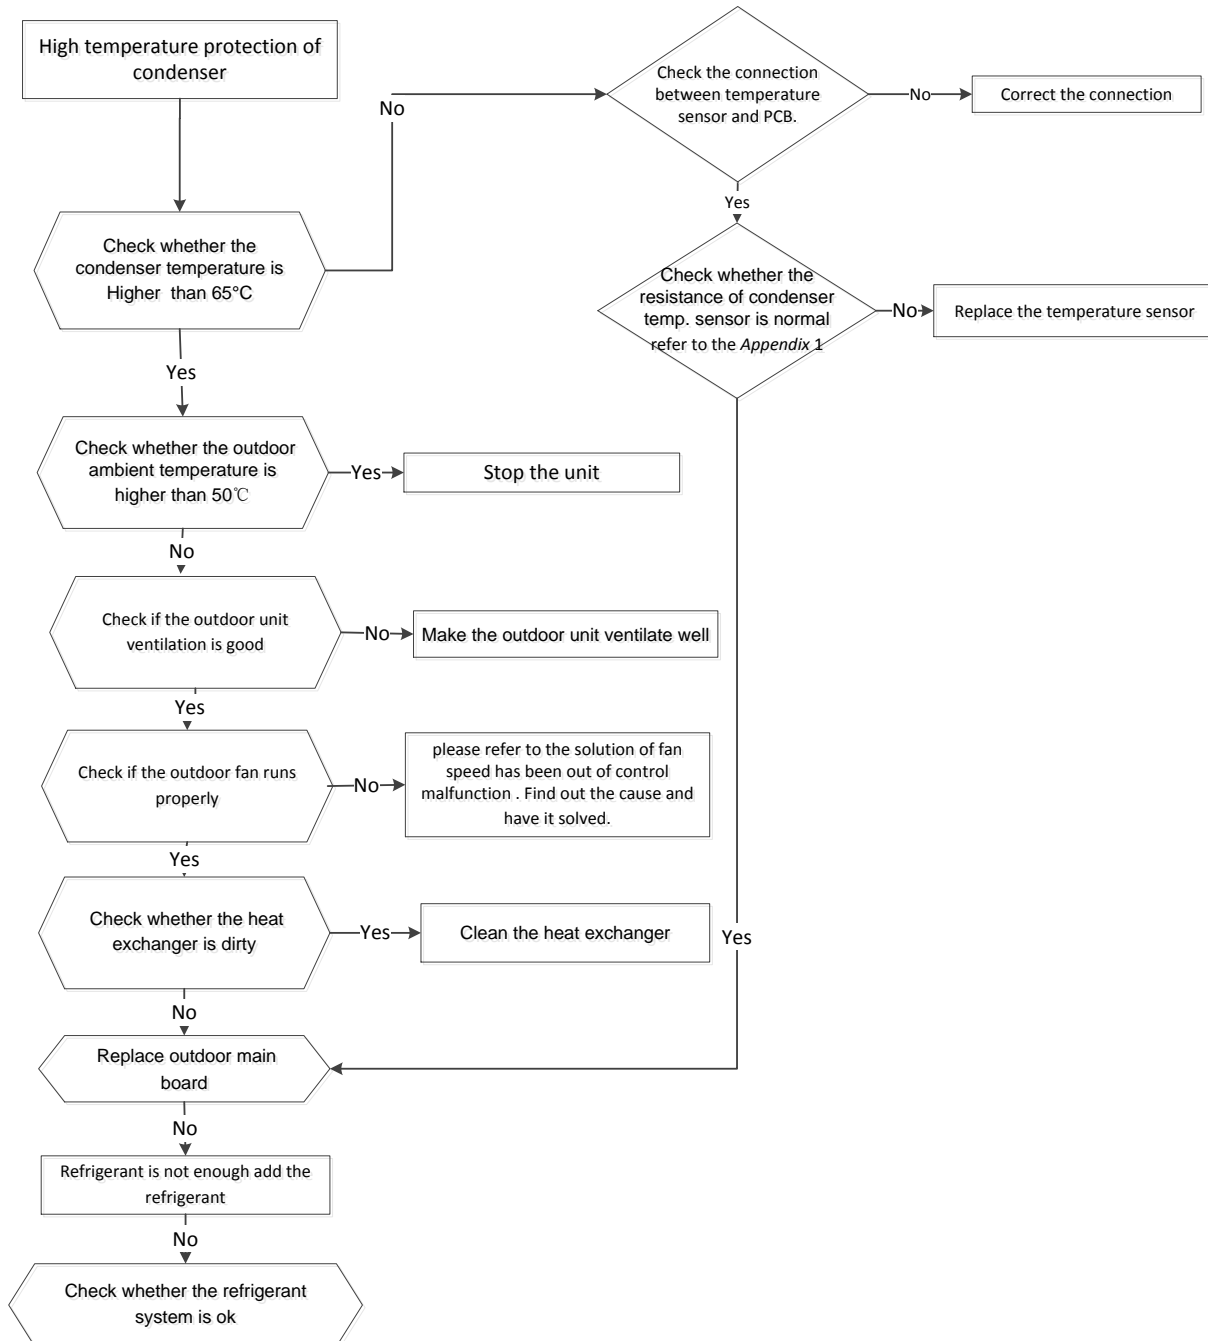 High temperature protection of
condenser
No
Check the connection
between temperature
sensor and PCB.
No
Correct the connection
Yes
Check whether the
condenser temperature is
Higher than 65°C
Check whether the
resistance of condenser
temp. sensor is normal
refer to the Appendix 1
No
Replace the temperature sensor
Yes
Check whether the outdoor
ambient temperature is
higher than 50℃
Yes
Stop the unit
No
Check if the outdoor unit
ventilation is good
No
Make the outdoor unit ventilate well
Yes
Check if the outdoor fan runs
properly
No
please refer to the solution of fan
speed has been out of control
malfunction . Find out the cause and
have it solved.
Yes
Check whether the heat
exchanger is dirty
Yes
Clean the heat exchanger
Yes
No
Replace outdoor main
board
No
Refrigerant is not enough add the
refrigerant
No
Check whether the refrigerant
system is ok